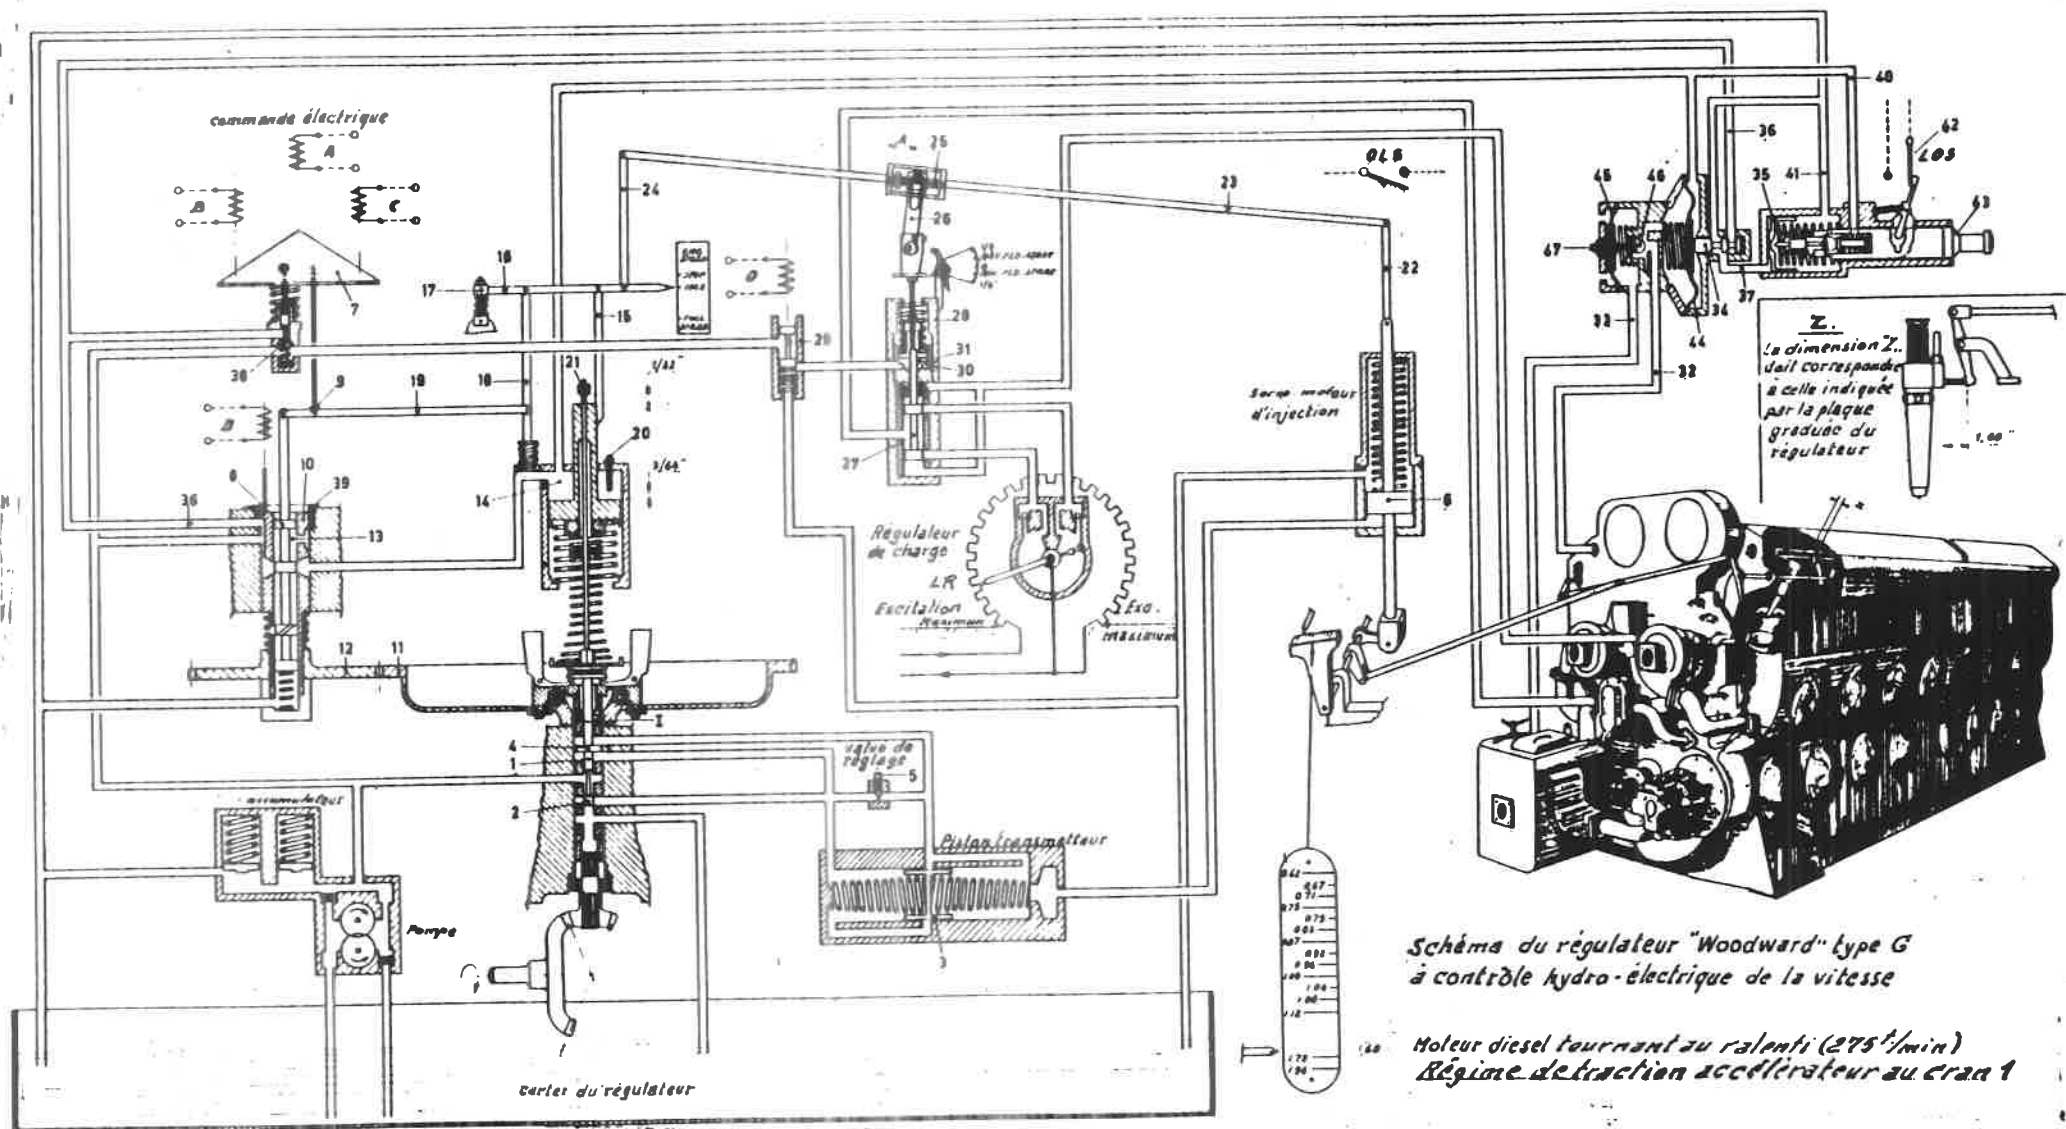 commande électrique
A
B
C
7
38
9
19
18
17
16
15
24
D
29
25
26
28
31
30
27
OLS
23
22
40
36
62
LOS
45
46
35
41
63
47
33
44
34
37
32
Z.
La dimension Z..
doit correspondre
à celle indiquée
par la plaque
graduée du
régulateur
1,60"
B
8
10
39
36
13
21
20
14
12
11
Servo moteur
d'injection
6
Régulateur
de charge
LR
Excitation
Exc.
maximum
I
4
1
2
valve de
réglage
5
accumulateur
Pompe
Piston transmetteur
3
Carter du régulateur
Schéma du régulateur "Woodward" type G
à contrôle hydro-électrique de la vitesse
Moteur diesel tournant au ralenti (275 t/min)
Régime de traction accélérateur au cran 1